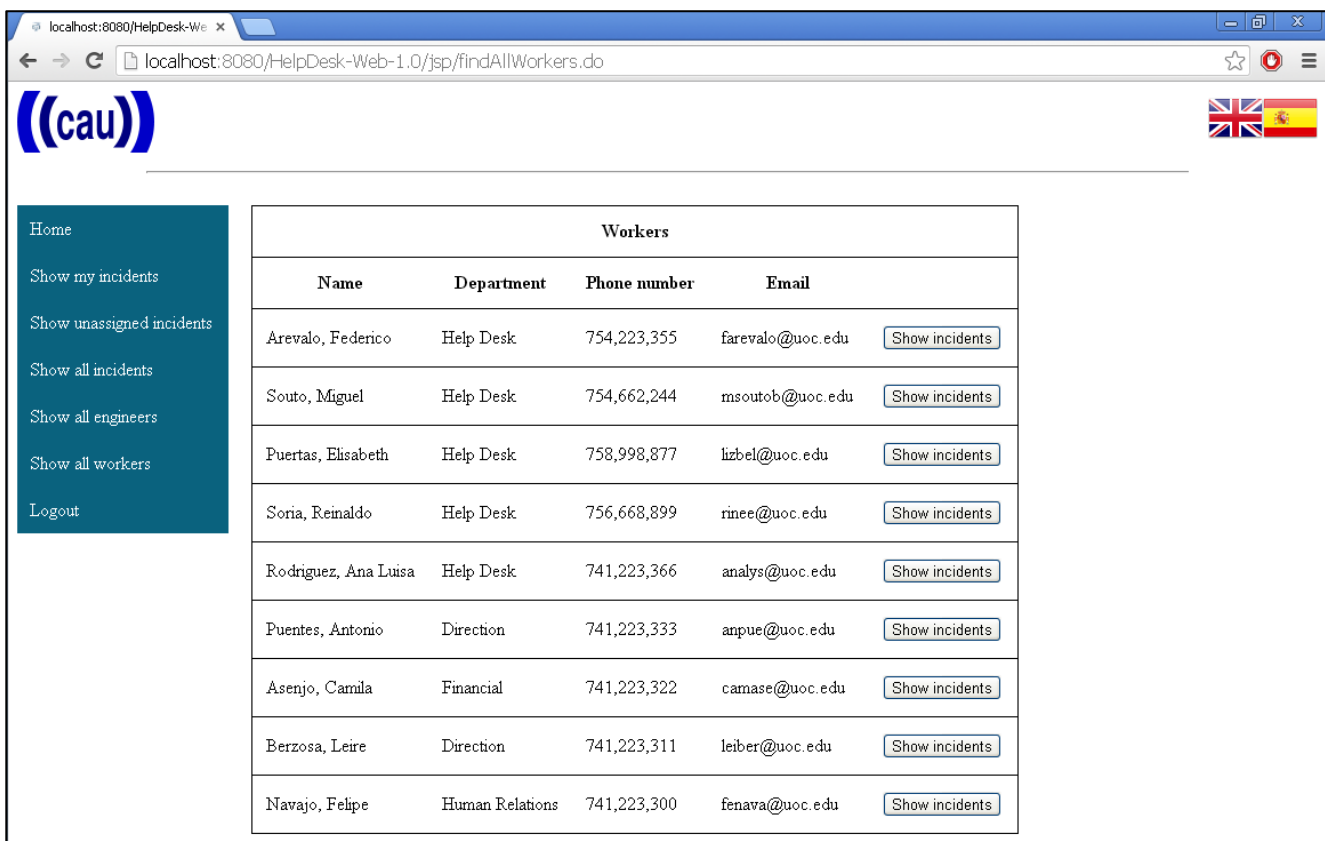 localhost:8080/HelpDesk-We
localhost:8080/HelpDesk-Web-1.0/jsp/findAllWorkers.do
((cau))
Home
Show my incidents
Show unassigned incidents
Show all incidents
Show all engineers
Show all workers
Logout
Workers
Name Department Phone number Email
Arevalo, Federico Help Desk 754,223,355 farevalo@uoc.edu Show incidents
Souto, Miguel Help Desk 754,662,244 msoutob@uoc.edu Show incidents
Puertas, Elisabeth Help Desk 758,998,877 lizbel@uoc.edu Show incidents
Soria, Reinaldo Help Desk 756,668,899 rinee@uoc.edu Show incidents
Rodriguez, Ana Luisa Help Desk 741,223,366 analys@uoc.edu Show incidents
Puentes, Antonio Direction 741,223,333 anpue@uoc.edu Show incidents
Asenjo, Camila Financial 741,223,322 camase@uoc.edu Show incidents
Berzosa, Leire Direction 741,223,311 leiber@uoc.edu Show incidents
Navajo, Felipe Human Relations 741,223,300 fenava@uoc.edu Show incidents